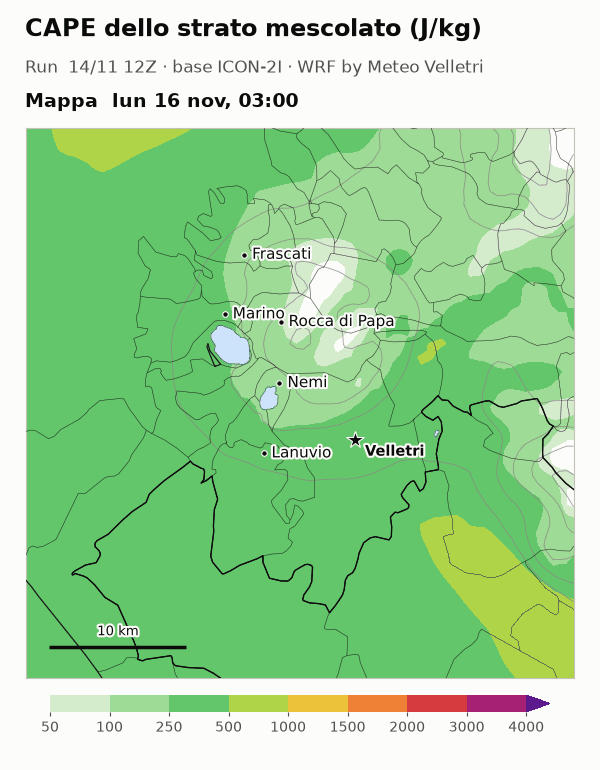 CAPE dello strato mescolato (J/kg)
Run  14/11 12Z · base ICON-2I · WRF by Meteo Velletri
Mappa  lun 16 nov, 03:00
Frascati
Marino
Rocca di Papa
Nemi
Velletri
Lanuvio
10 km
50 100 250 500 1000 1500 2000 3000 4000